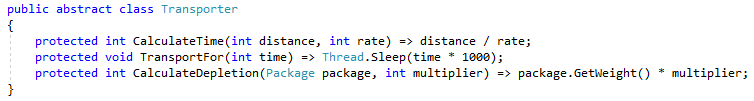 public abstract class Transporter
{
    protected int CalculateTime(int distance, int rate) => distance / rate;
    protected void TransportFor(int time) => Thread.Sleep(time * 1000);
    protected int CalculateDepletion(Package package, int multiplier) => package.GetWeight() * multiplier;
}